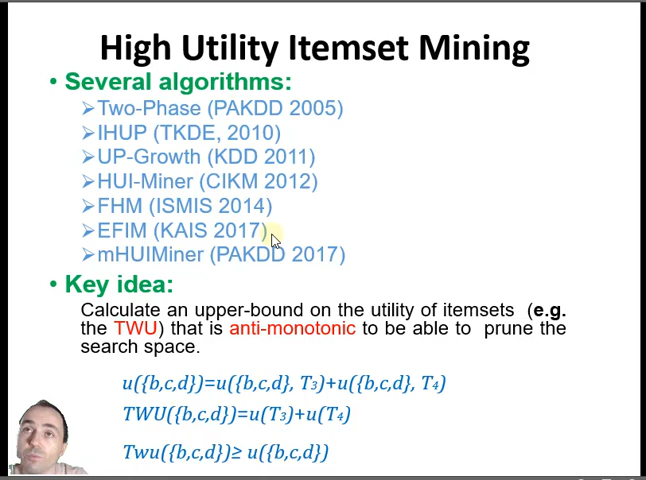 High Utility Itemset Mining
• Several algorithms:
➢Two-Phase (PAKDD 2005)
➢IHUP (TKDE, 2010)
➢UP-Growth (KDD 2011)
➢HUI-Miner (CIKM 2012)
➢FHM (ISMIS 2014)
➢EFIM (KAIS 2017)
➢mHUIMiner (PAKDD 2017)
• Key idea:
Calculate an upper-bound on the utility of itemsets (e.g.
the TWU) that is anti-monotonic to be able to prune the
search space.
u({b,c,d})=u({b,c,d}, T₃)+u({b,c,d}, T₄)
TWU({b,c,d})=u(T₃)+u(T₄)
Twu({b,c,d})≥ u({b,c,d})